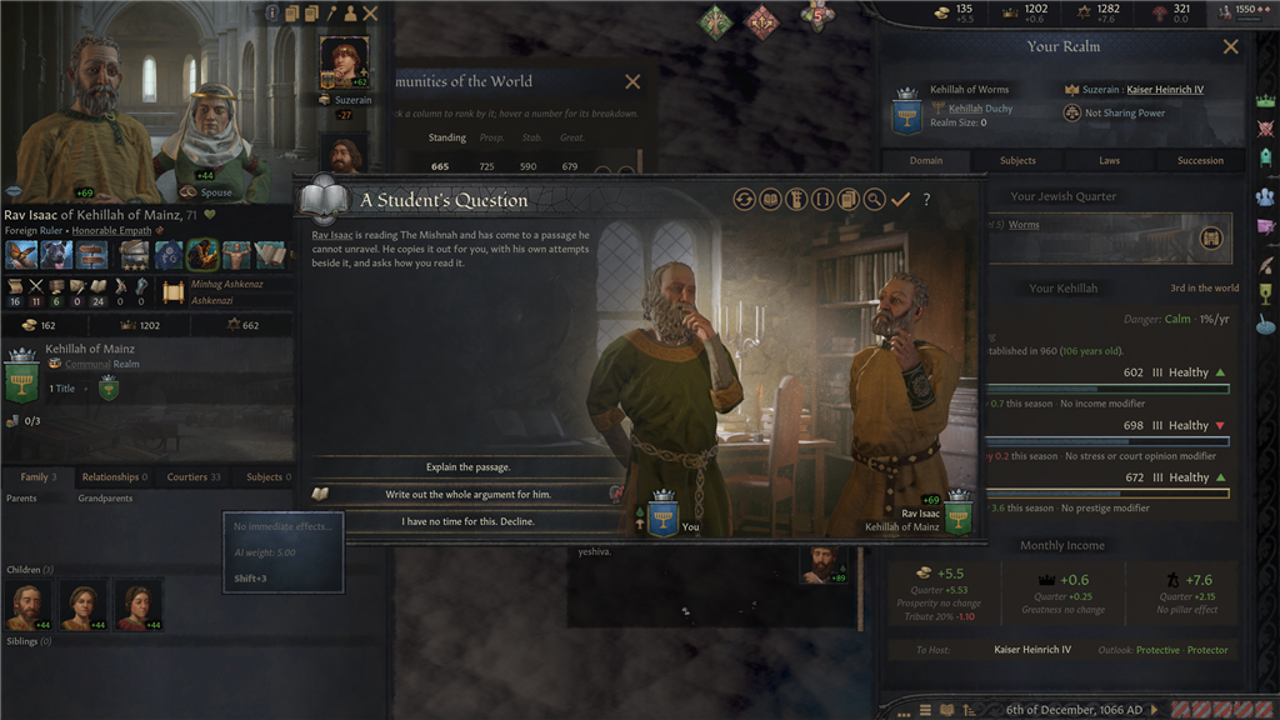 135
+5.5
1202
+0.6
1282
+7.6
321
0.0
1550
5
+62
Suzerain
-27
+44
+69
Spouse
Rav Isaac of Kehillah of Mainz, 71
Foreign Ruler • Honorable Empath
16 11 6 0 24 0 0
Minhag Ashkenaz
Ashkenazi
162
1202
662
Kehillah of Mainz
Communal Realm
1 Title
0/3
Family 3
Relationships 0
Courtiers 33
Subjects 0
Parents
Grandparents
Children (3)
+44
+44
+44
Siblings (0)
munities of the World
ck a column to rank by it; hover a number for its breakdown.
Standing Prosp. Stab. Great.
665 725 590 679
A Student's Question
?
Rav Isaac is reading The Mishnah and has come to a passage he
cannot unravel. He copies it out for you, with his own attempts
beside it, and asks how you read it.
Explain the passage.
Write out the whole argument for him.
I have no time for this. Decline.
You
+69
Rav Isaac
Kehillah of Mainz
No immediate effects...
AI weight: 5.00
Shift+3
yeshiva.
+89
Your Realm
Kehillah of Worms
Kehillah Duchy
Realm Size: 0
Suzerain : Kaiser Heinrich IV
Not Sharing Power
Domain
Subjects
Laws
Succession
Your Jewish Quarter
5) Worms
Your Kehillah
3rd in the world
Danger: Calm · 1%/yr
tablished in 960 (106 years old).
602 III Healthy
0.7 this season · No income modifier
698 III Healthy
by 0.2 this season · No stress or court opinion modifier
672 III Healthy
3.6 this season · No prestige modifier
Monthly Income
+5.5
Quarter +5.53
Prosperity no change
Tribute 20% -1.10
+0.6
Quarter +0.25
Greatness no change
+7.6
Quarter +2.15
No pillar effect
To Host:
Kaiser Heinrich IV
Outlook: Protective · Protector
6th of December, 1066 AD